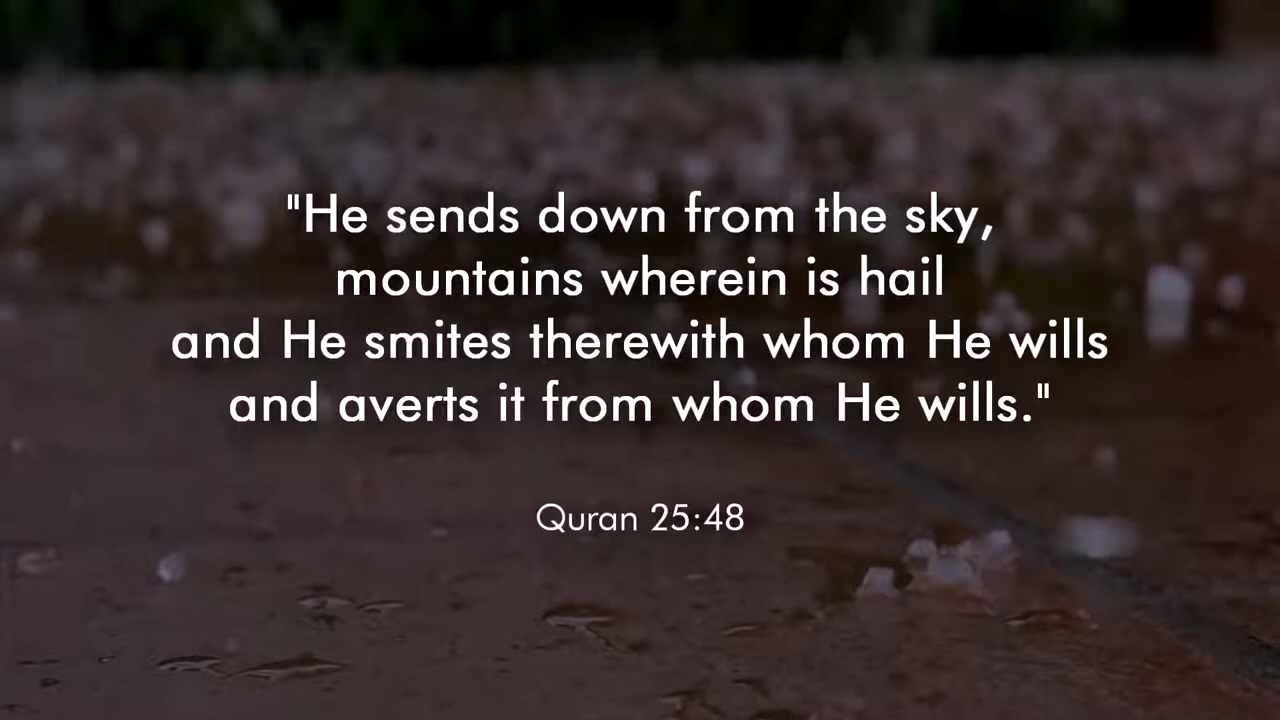 "He sends down from the sky,
mountains wherein is hail
and He smites therewith whom He wills
and averts it from whom He wills."
Quran 25:48